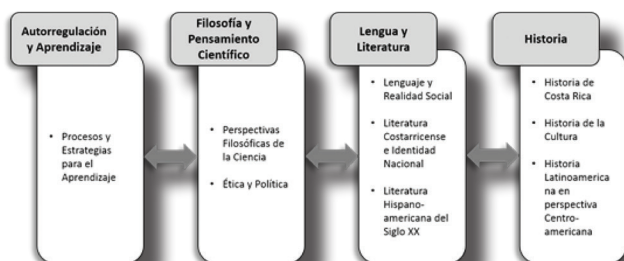 Autorregulación
y Aprendizaje
• Procesos y
Estrategias
para el
Aprendizaje
Filosofía y
Pensamiento
Científico
• Perspectivas
Filosóficas de
la Ciencia
• Ética y Política
Lengua y
Literatura
• Lenguaje y
Realidad Social
• Literatura
Costarricense
e Identidad
Nacional
• Literatura
Hispano-
americana del
Siglo XX
Historia
• Historia de
Costa Rica
• Historia de la
Cultura
• Historia
Latinoamerica
na en
perspectiva
Centro-
americana